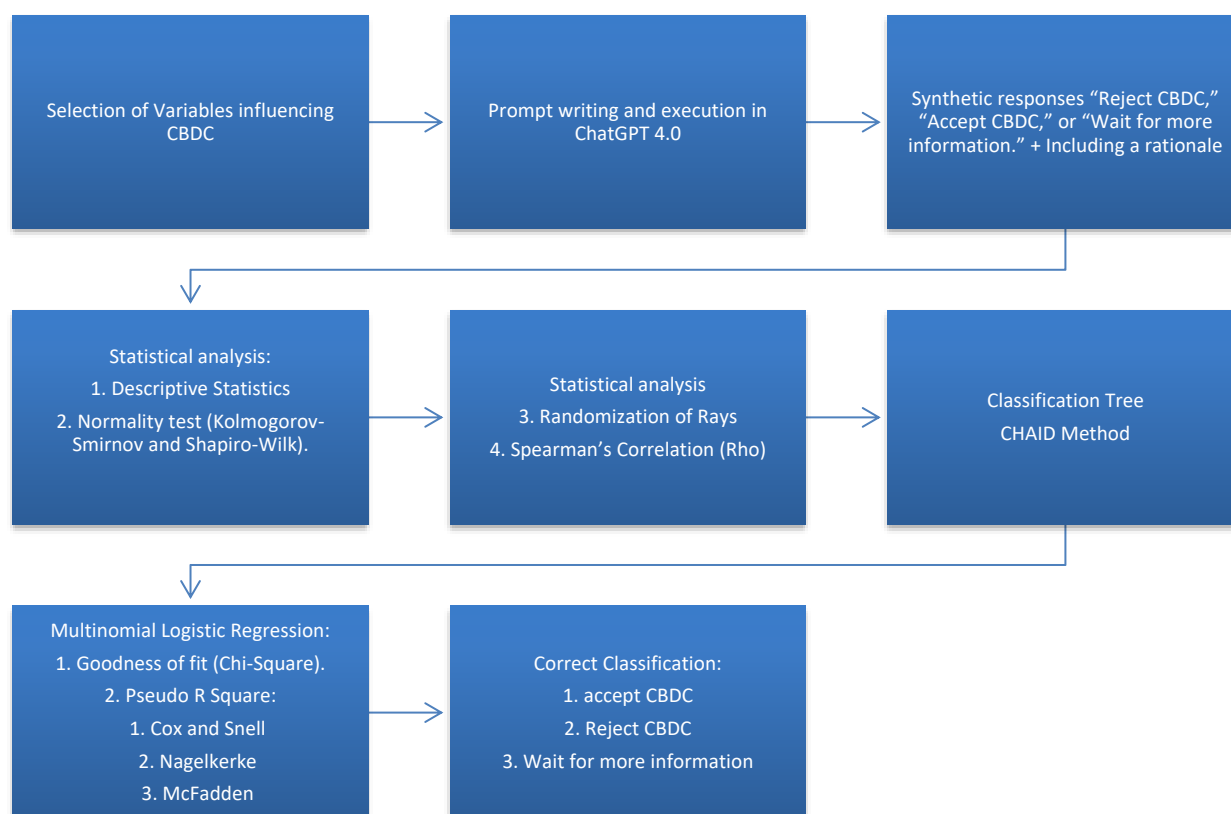 Selection of Variables influencing
CBDC
Prompt writing and execution in
ChatGPT 4.0
Synthetic responses “Reject CBDC,”
“Accept CBDC,” or “Wait for more
information.” + Including a rationale
Statistical analysis:
1. Descriptive Statistics
2. Normality test (Kolmogorov-
Smirnov and Shapiro-Wilk).
Statistical analysis
3. Randomization of Rays
4. Spearman’s Correlation (Rho)
Classification Tree
CHAID Method
Multinomial Logistic Regression:
1. Goodness of fit (Chi-Square).
2. Pseudo R Square:
1. Cox and Snell
2. Nagelkerke
3. McFadden
Correct Classification:
1. accept CBDC
2. Reject CBDC
3. Wait for more information